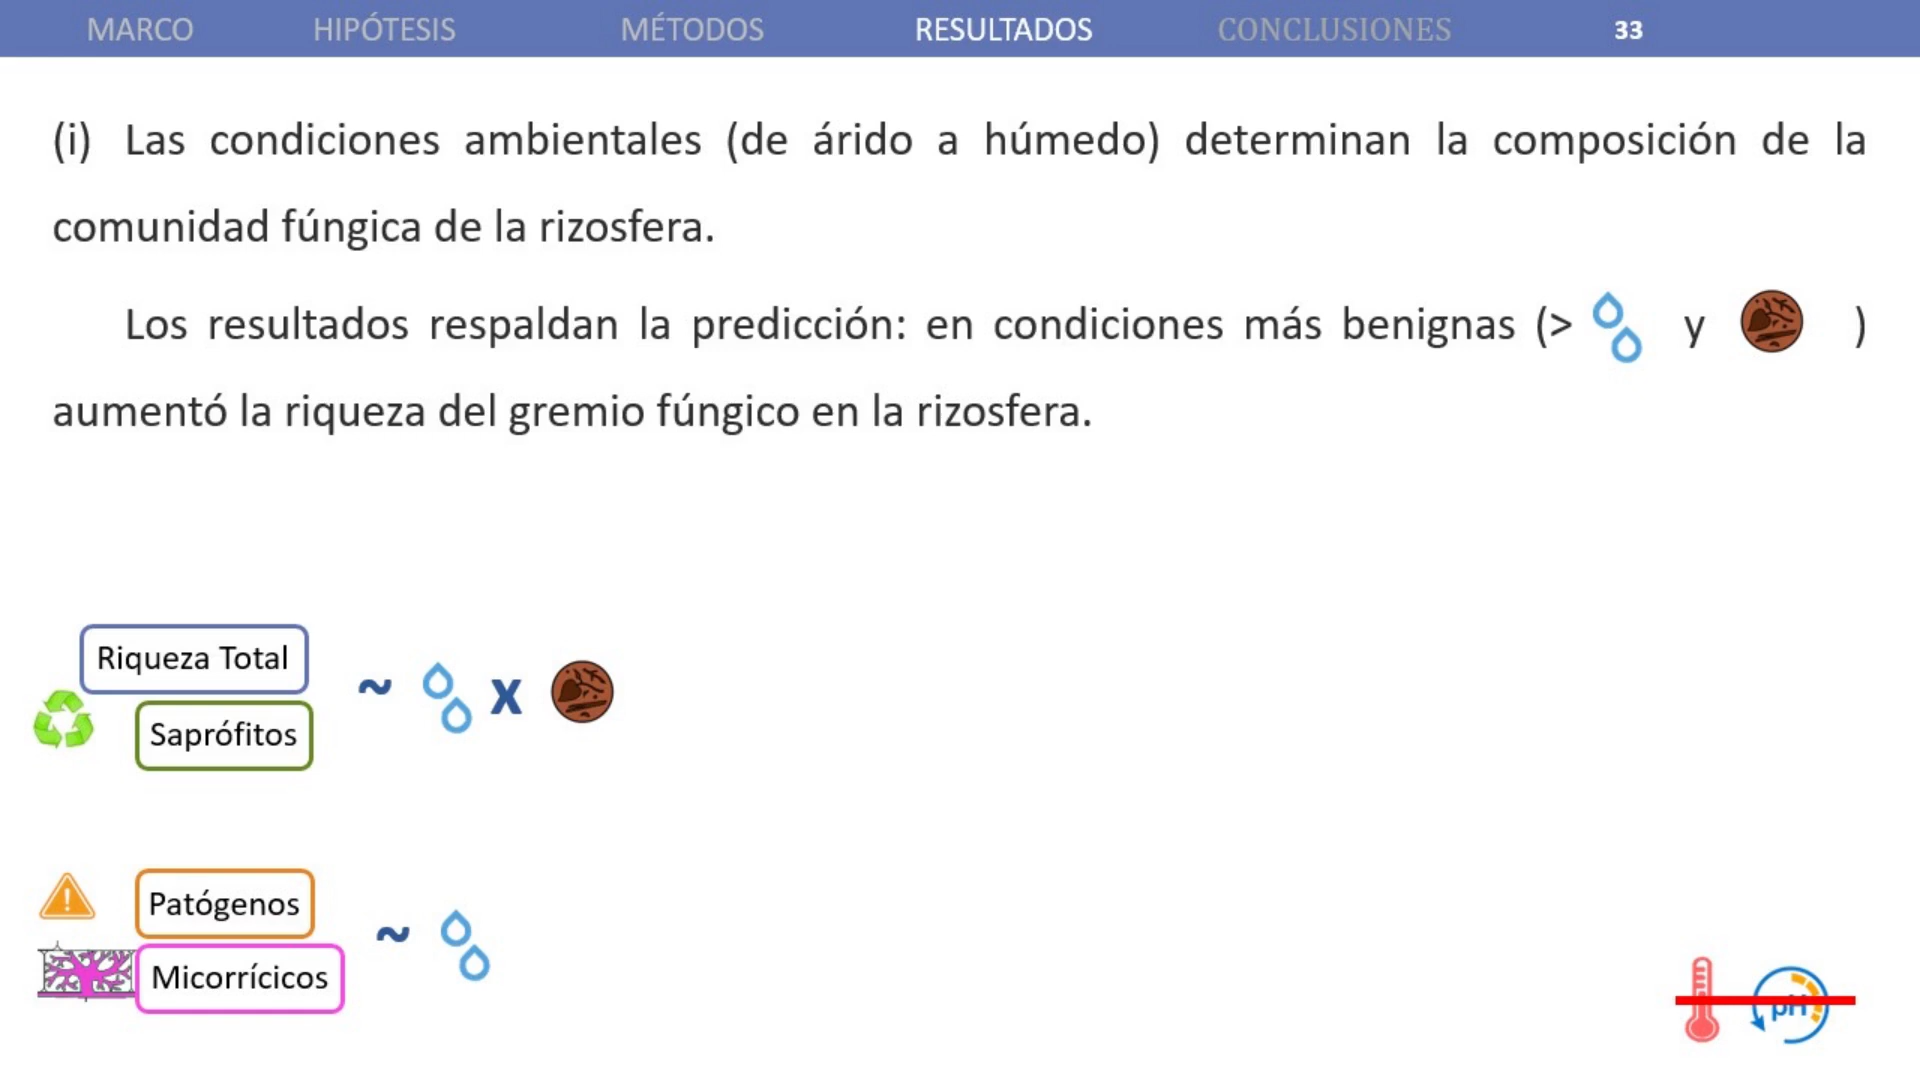 MARCO HIPÓTESIS MÉTODOS RESULTADOS CONCLUSIONES 33
(i) Las condiciones ambientales (de árido a húmedo) determinan la composición de la
comunidad fúngica de la rizosfera.
Los resultados respaldan la predicción: en condiciones más benignas (> y )
aumentó la riqueza del gremio fúngico en la rizosfera.
Riqueza Total
~ x
Saprófitos
Patógenos
~
Micorrícicos
pH